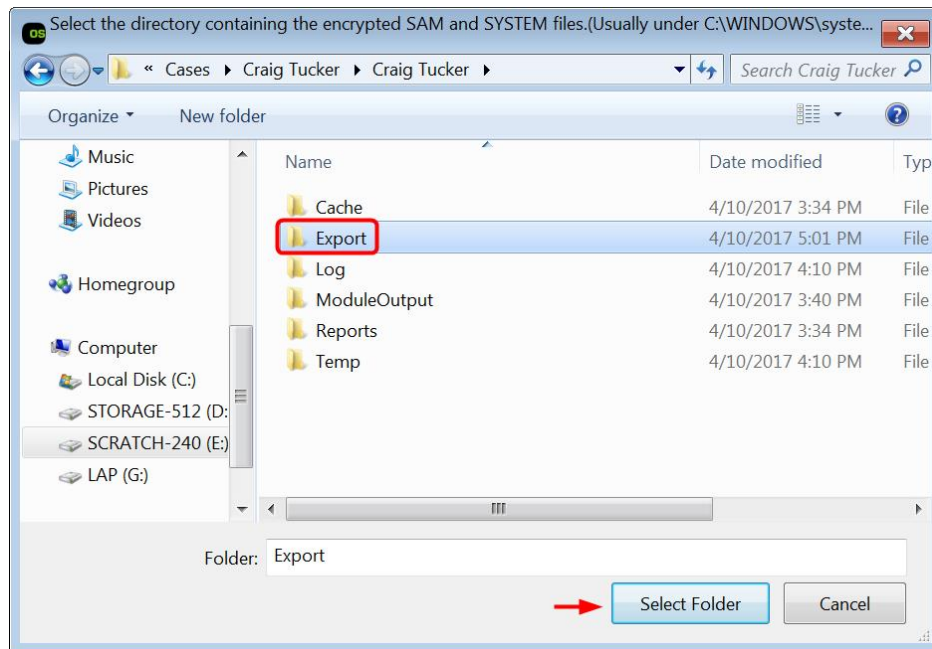 OS Select the directory containing the encrypted SAM and SYSTEM files.(Usually under C:\WINDOWS\syste...
« Cases Craig Tucker Craig Tucker Search Craig Tucker
Organize New folder
Music
Pictures
Videos
Homegroup
Computer
Local Disk (C:)
STORAGE-512 (D:
SCRATCH-240 (E:)
LAP (G:)
Name Date modified Typ
Cache 4/10/2017 3:34 PM File
Export 4/10/2017 5:01 PM File
Log 4/10/2017 4:10 PM File
ModuleOutput 4/10/2017 3:40 PM File
Reports 4/10/2017 3:34 PM File
Temp 4/10/2017 4:10 PM File
Folder: Export
Select Folder Cancel